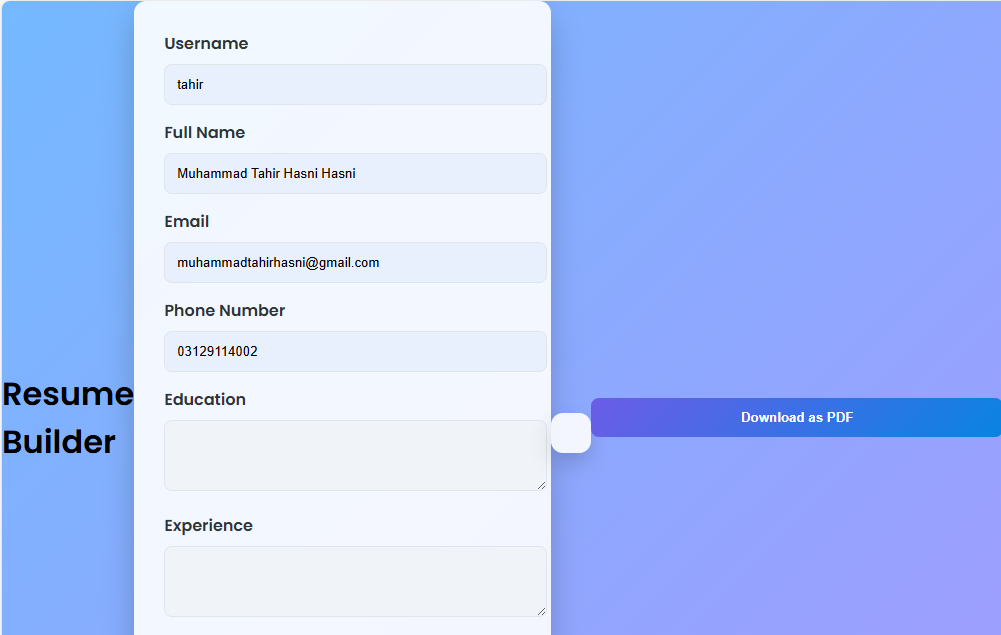 Username
tahir
Full Name
Muhammad Tahir Hasni Hasni
Email
muhammadtahirhasni@gmail.com
Phone Number
03129114002
Education
Experience
Resume
Builder
Download as PDF